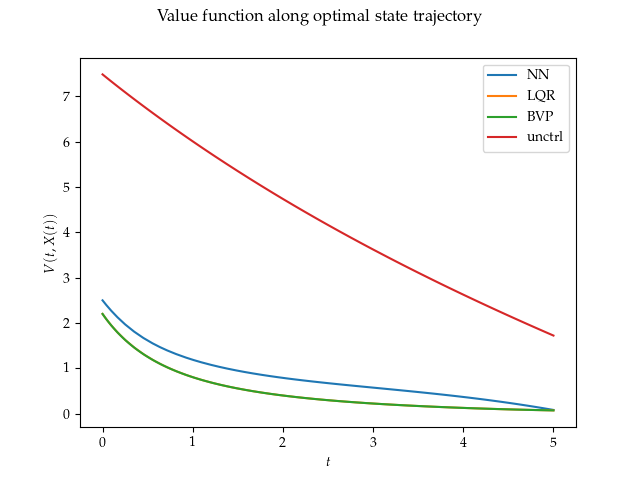 Value function along optimal state trajectory
NN
LQR
BVP
unctrl
V(t, X(t))
7
6
5
4
3
2
1
0
0 1 2 3 4 5
t